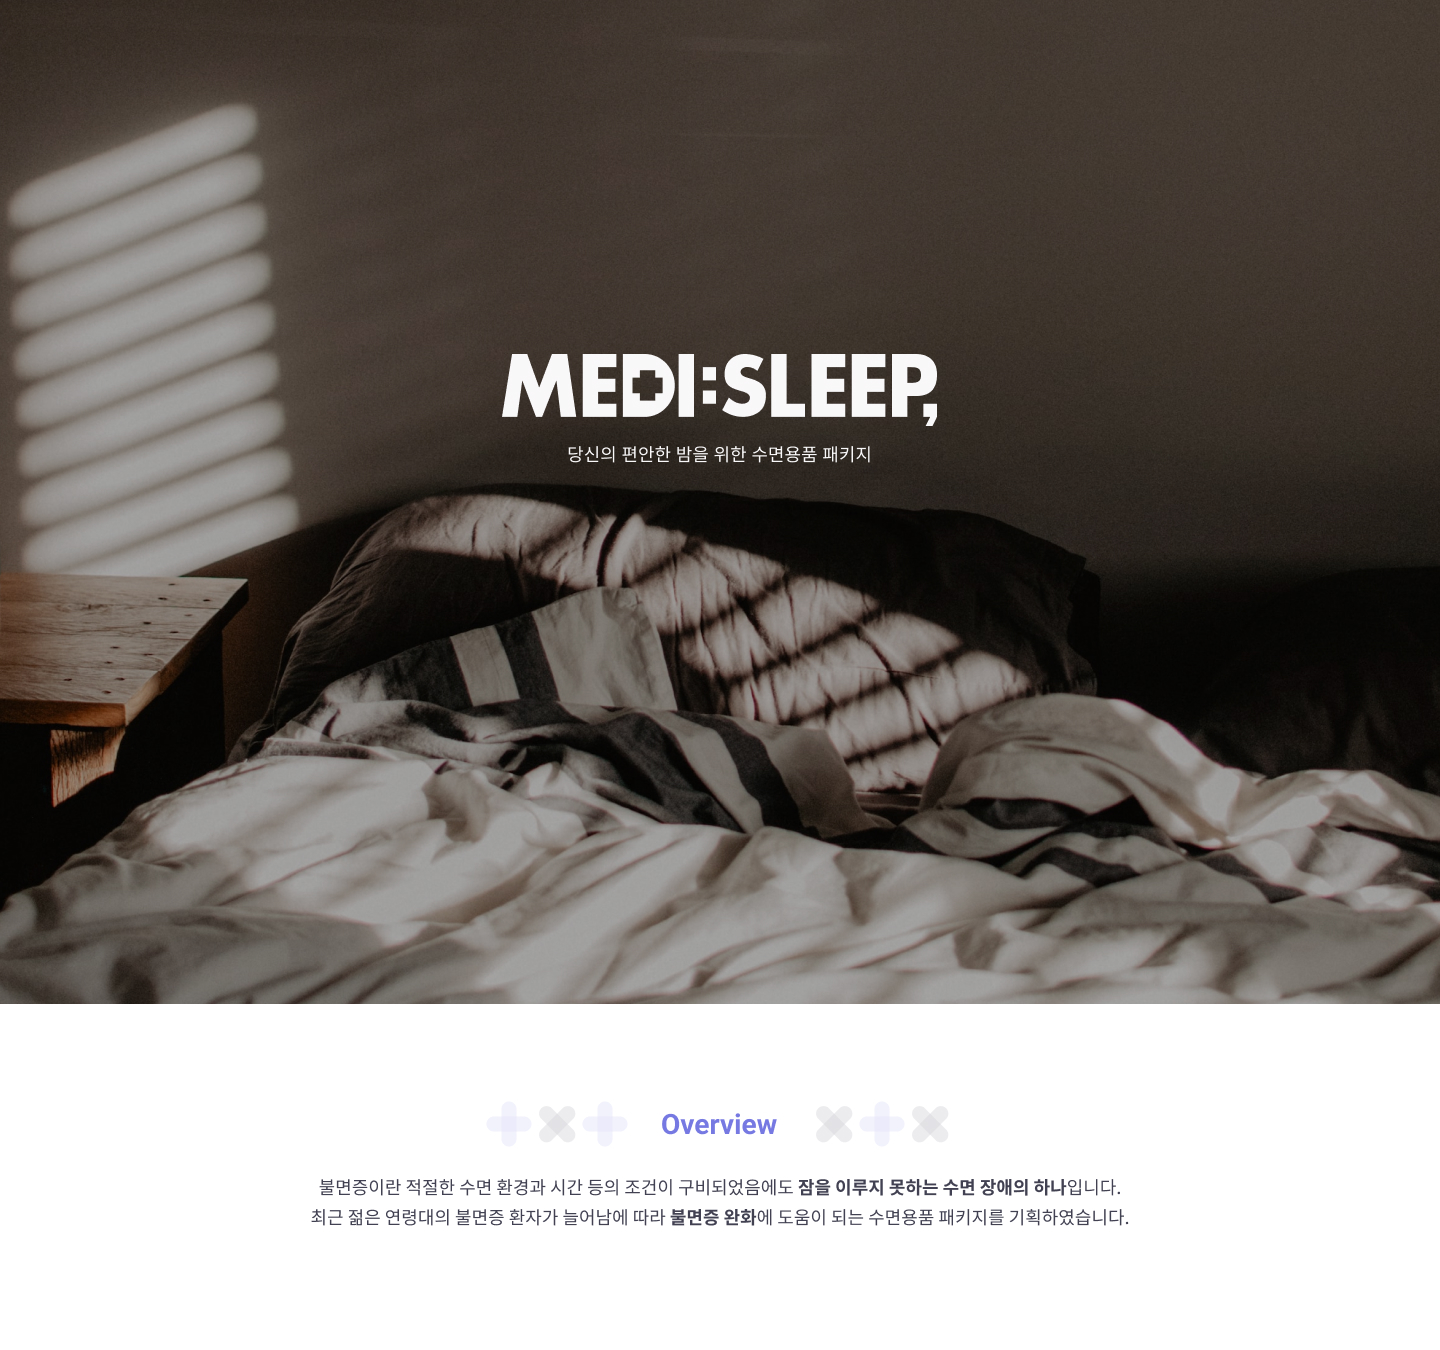 MEDI:SLEEP,
당신의 편안한 밤을 위한 수면용품 패키지
Overview
불면증이란 적절한 수면 환경과 시간 등의 조건이 구비되었음에도 잠을 이루지 못하는 수면 장애의 하나입니다.
최근 젊은 연령대의 불면증 환자가 늘어남에 따라 불면증 완화에 도움이 되는 수면용품 패키지를 기획하였습니다.